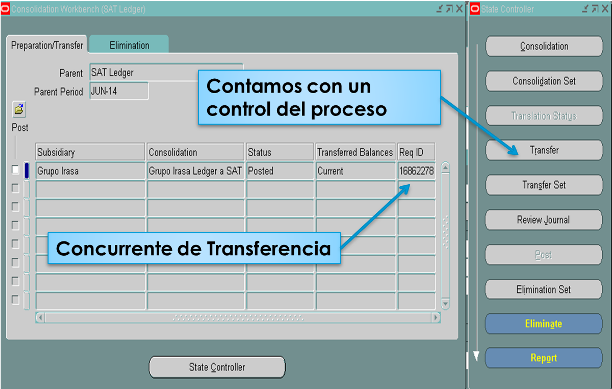 Consolidation Workbench (SAT Ledger)
Preparation/Transfer
Elimination
Parent
SAT Ledger
Parent Period
JUN-14
Post
Subsidiary
Consolidation
Status
Transferred Balances
Req ID
Grupo Irasa
Grupo Irasa Ledger a SAT
Posted
Current
16862278
State Controller
Contamos con un
control del proceso
Concurrente de Transferencia
State Controller
Consolidation
Consolidation Set
Translation Status
Transfer
Transfer Set
Review Journal
Post
Elimination Set
Eliminate
Report